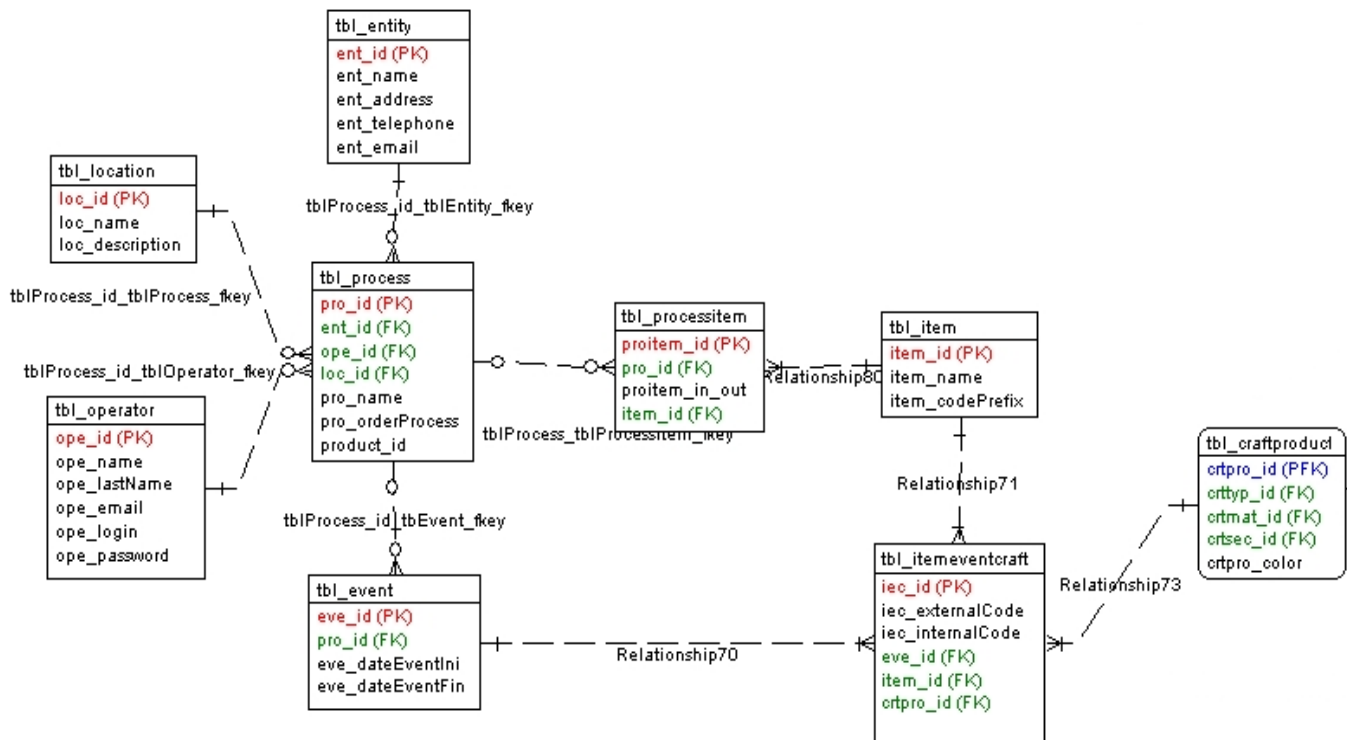 tbl_entity
ent_id (PK)
ent_name
ent_address
ent_telephone
ent_email
tblProcess_id_tblEntity_fkey
tbl_location
loc_id (PK)
loc_name
loc_description
tblProcess_id_tblProcess_fkey
tbl_process
pro_id (PK)
ent_id (FK)
ope_id (FK)
loc_id (FK)
pro_name
pro_orderProcess
product_id
tblProcess_id_tblOperator_fkey
tbl_operator
ope_id (PK)
ope_name
ope_lastName
ope_email
ope_login
ope_password
tbl_processitem
proitem_id (PK)
pro_id (FK)
proitem_in_out
item_id (FK)
tblProcess_tblProcessitem_fkey
Relationship80
tbl_item
item_id (PK)
item_name
item_codePrefix
Relationship71
tbl_craftproduct
crtpro_id (PFK)
crttyp_id (FK)
crtmat_id (FK)
crtsec_id (FK)
crtpro_color
Relationship73
tblProcess_id_tbEvent_fkey
tbl_event
eve_id (PK)
pro_id (FK)
eve_dateEventIni
eve_dateEventFin
Relationship70
tbl_itemeventcraft
iec_id (PK)
iec_externalCode
iec_internalCode
eve_id (FK)
item_id (FK)
crtpro_id (FK)